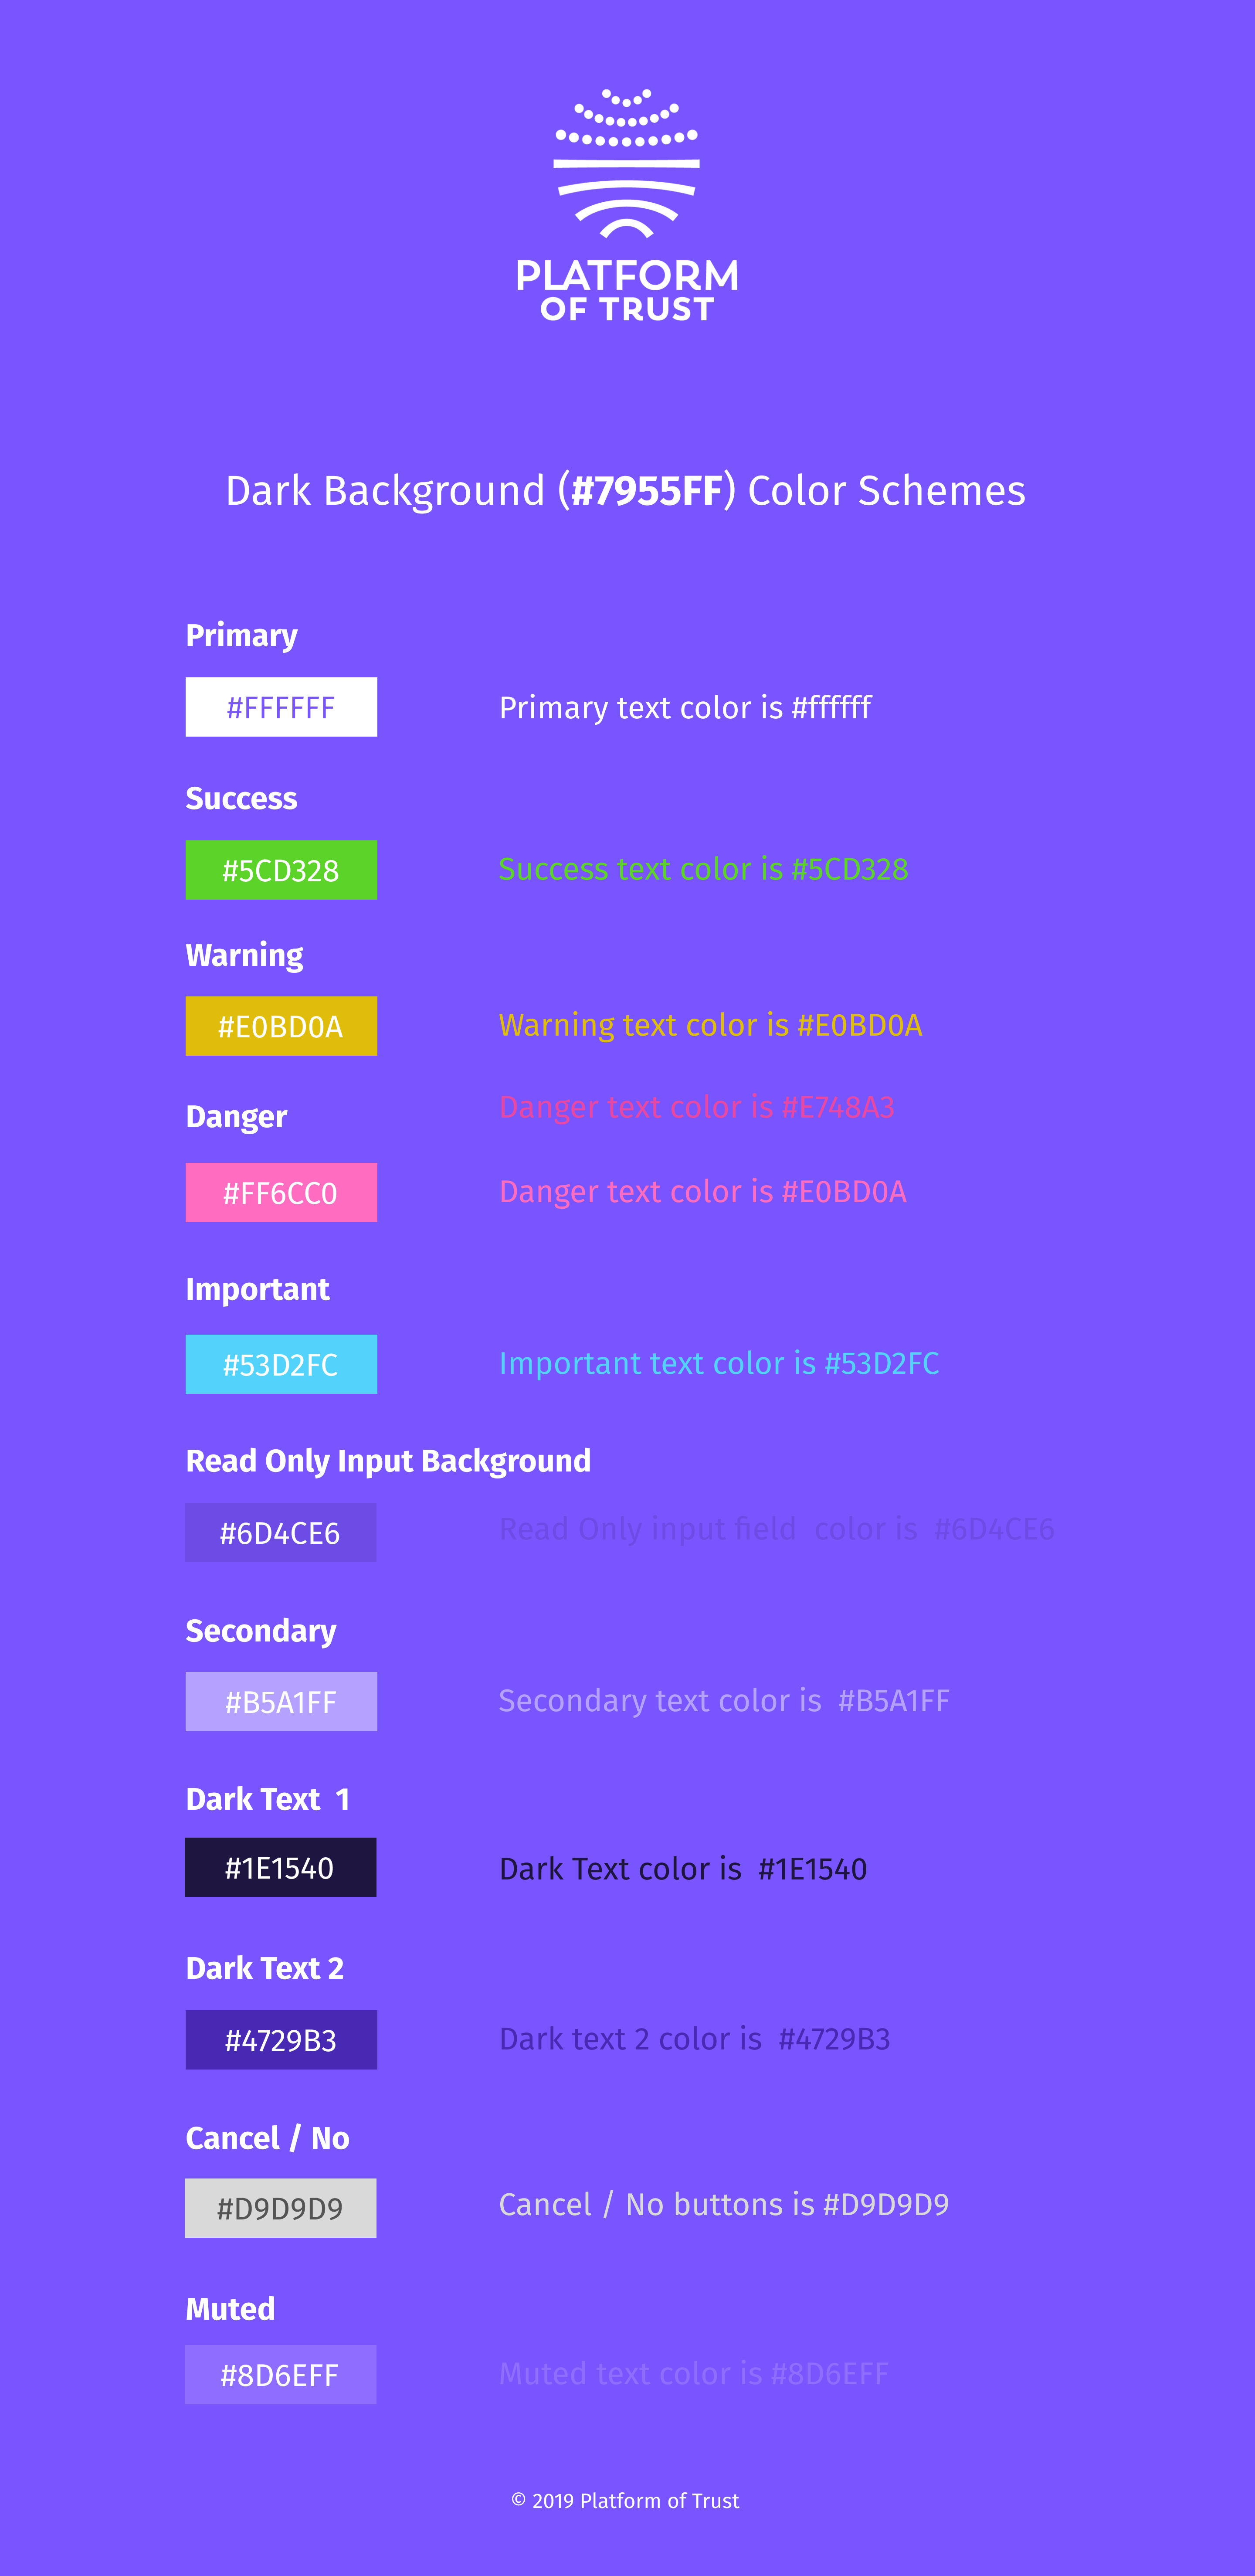 PLATFORM
OF TRUST
Dark Background (#7955FF) Color Schemes
Primary
#FFFFFF
Primary text color is #ffffff
Success
#5CD328
Success text color is #5CD328
Warning
#E0BD0A
Warning text color is #E0BD0A
Danger
Danger text color is #E748A3
#FF6CC0
Danger text color is #E0BD0A
Important
#53D2FC
Important text color is #53D2FC
Read Only Input Background
#6D4CE6
Read Only input field  color is  #6D4CE6
Secondary
#B5A1FF
Secondary text color is  #B5A1FF
Dark Text  1
#1E1540
Dark Text color is  #1E1540
Dark Text 2
#4729B3
Dark text 2 color is  #4729B3
Cancel / No
#D9D9D9
Cancel / No buttons is #D9D9D9
Muted
#8D6EFF
Muted text color is #8D6EFF
© 2019 Platform of Trust